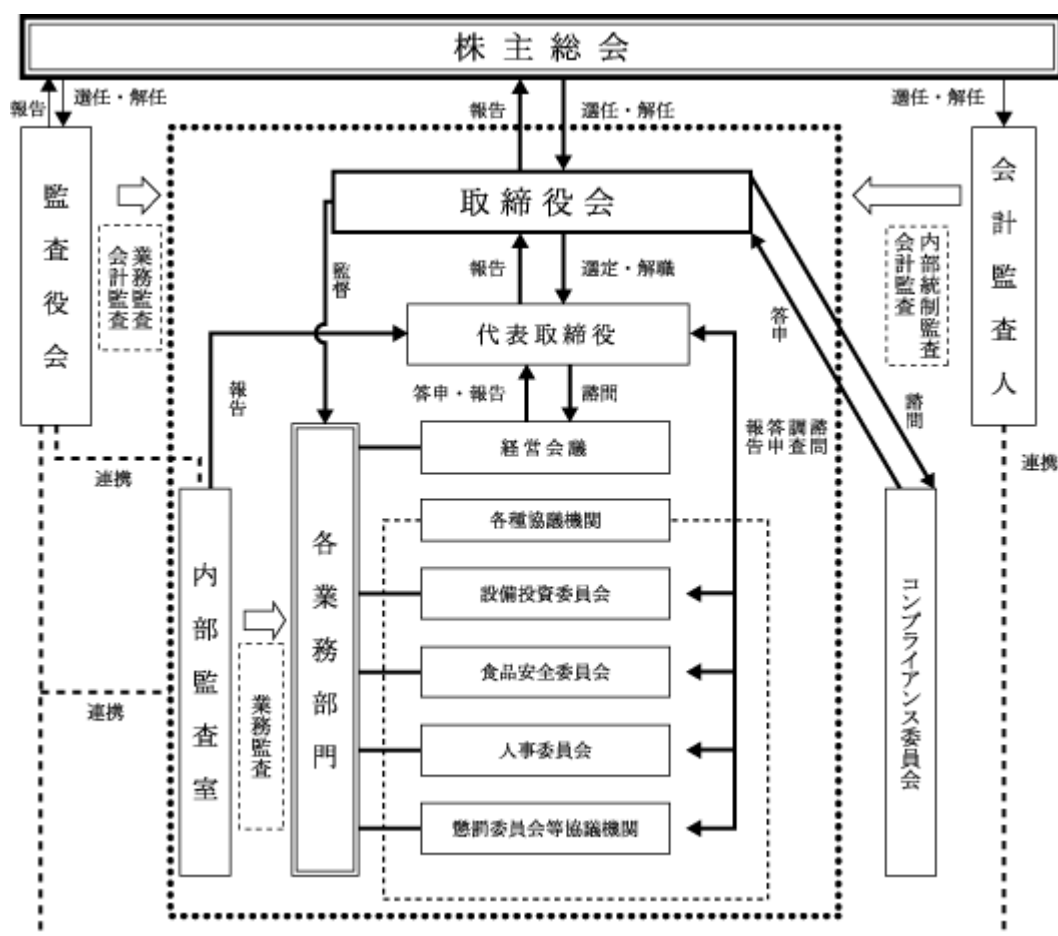 株主総会
報告
選任・解任
報告
選任・解任
選任・解任
監査役会
業務監査
会計監査
取締役会
会計監査人
内部統制監査
会計監査
監督
報告
選定・解職
答申
諮問
代表取締役
報告
答申・報告
諮問
諮問
調査
答申
報告
経営会議
連携
連携
各種協議機関
内部監査室
業務監査
各業務部門
設備投資委員会
食品安全委員会
人事委員会
懲罰委員会等協議機関
コンプライアンス委員会
連携